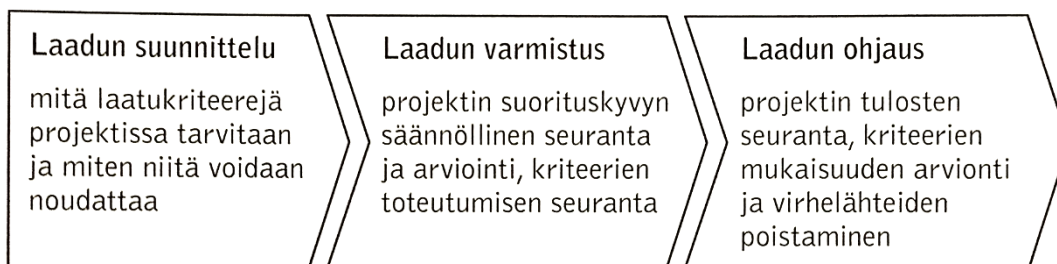 Laadun suunnittelu
mitä laatukriteerejä
projektissa tarvitaan
ja miten niitä voidaan
noudattaa
Laadun varmistus
projektin suorituskyvyn
säännöllinen seuranta
ja arviointi, kriteerien
toteutumisen seuranta
Laadun ohjaus
projektin tulosten
seuranta, kriteerien
mukaisuuden arvionti
ja virhelähteiden
poistaminen